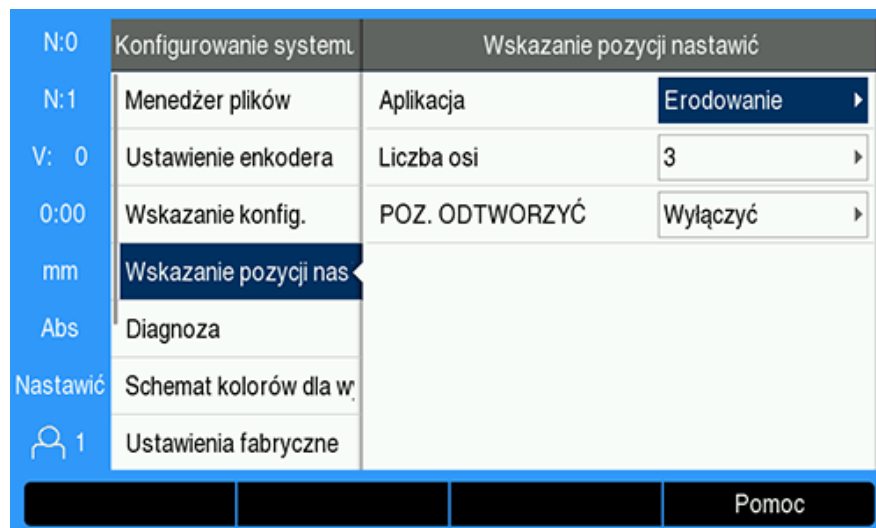 N:0
N:1
V: 0
0:00
mm
Abs
Nastawić
1
Konfigurowanie systemu
Menedżer plików
Ustawienie enkodera
Wskazanie konfig.
Wskazanie pozycji nas
Diagnoza
Schemat kolorów dla w
Ustawienia fabryczne
Wskazanie pozycji nastawić
Aplikacja Erodowanie
Liczba osi 3
POZ. ODTWORZYĆ Wyłączyć
Pomoc